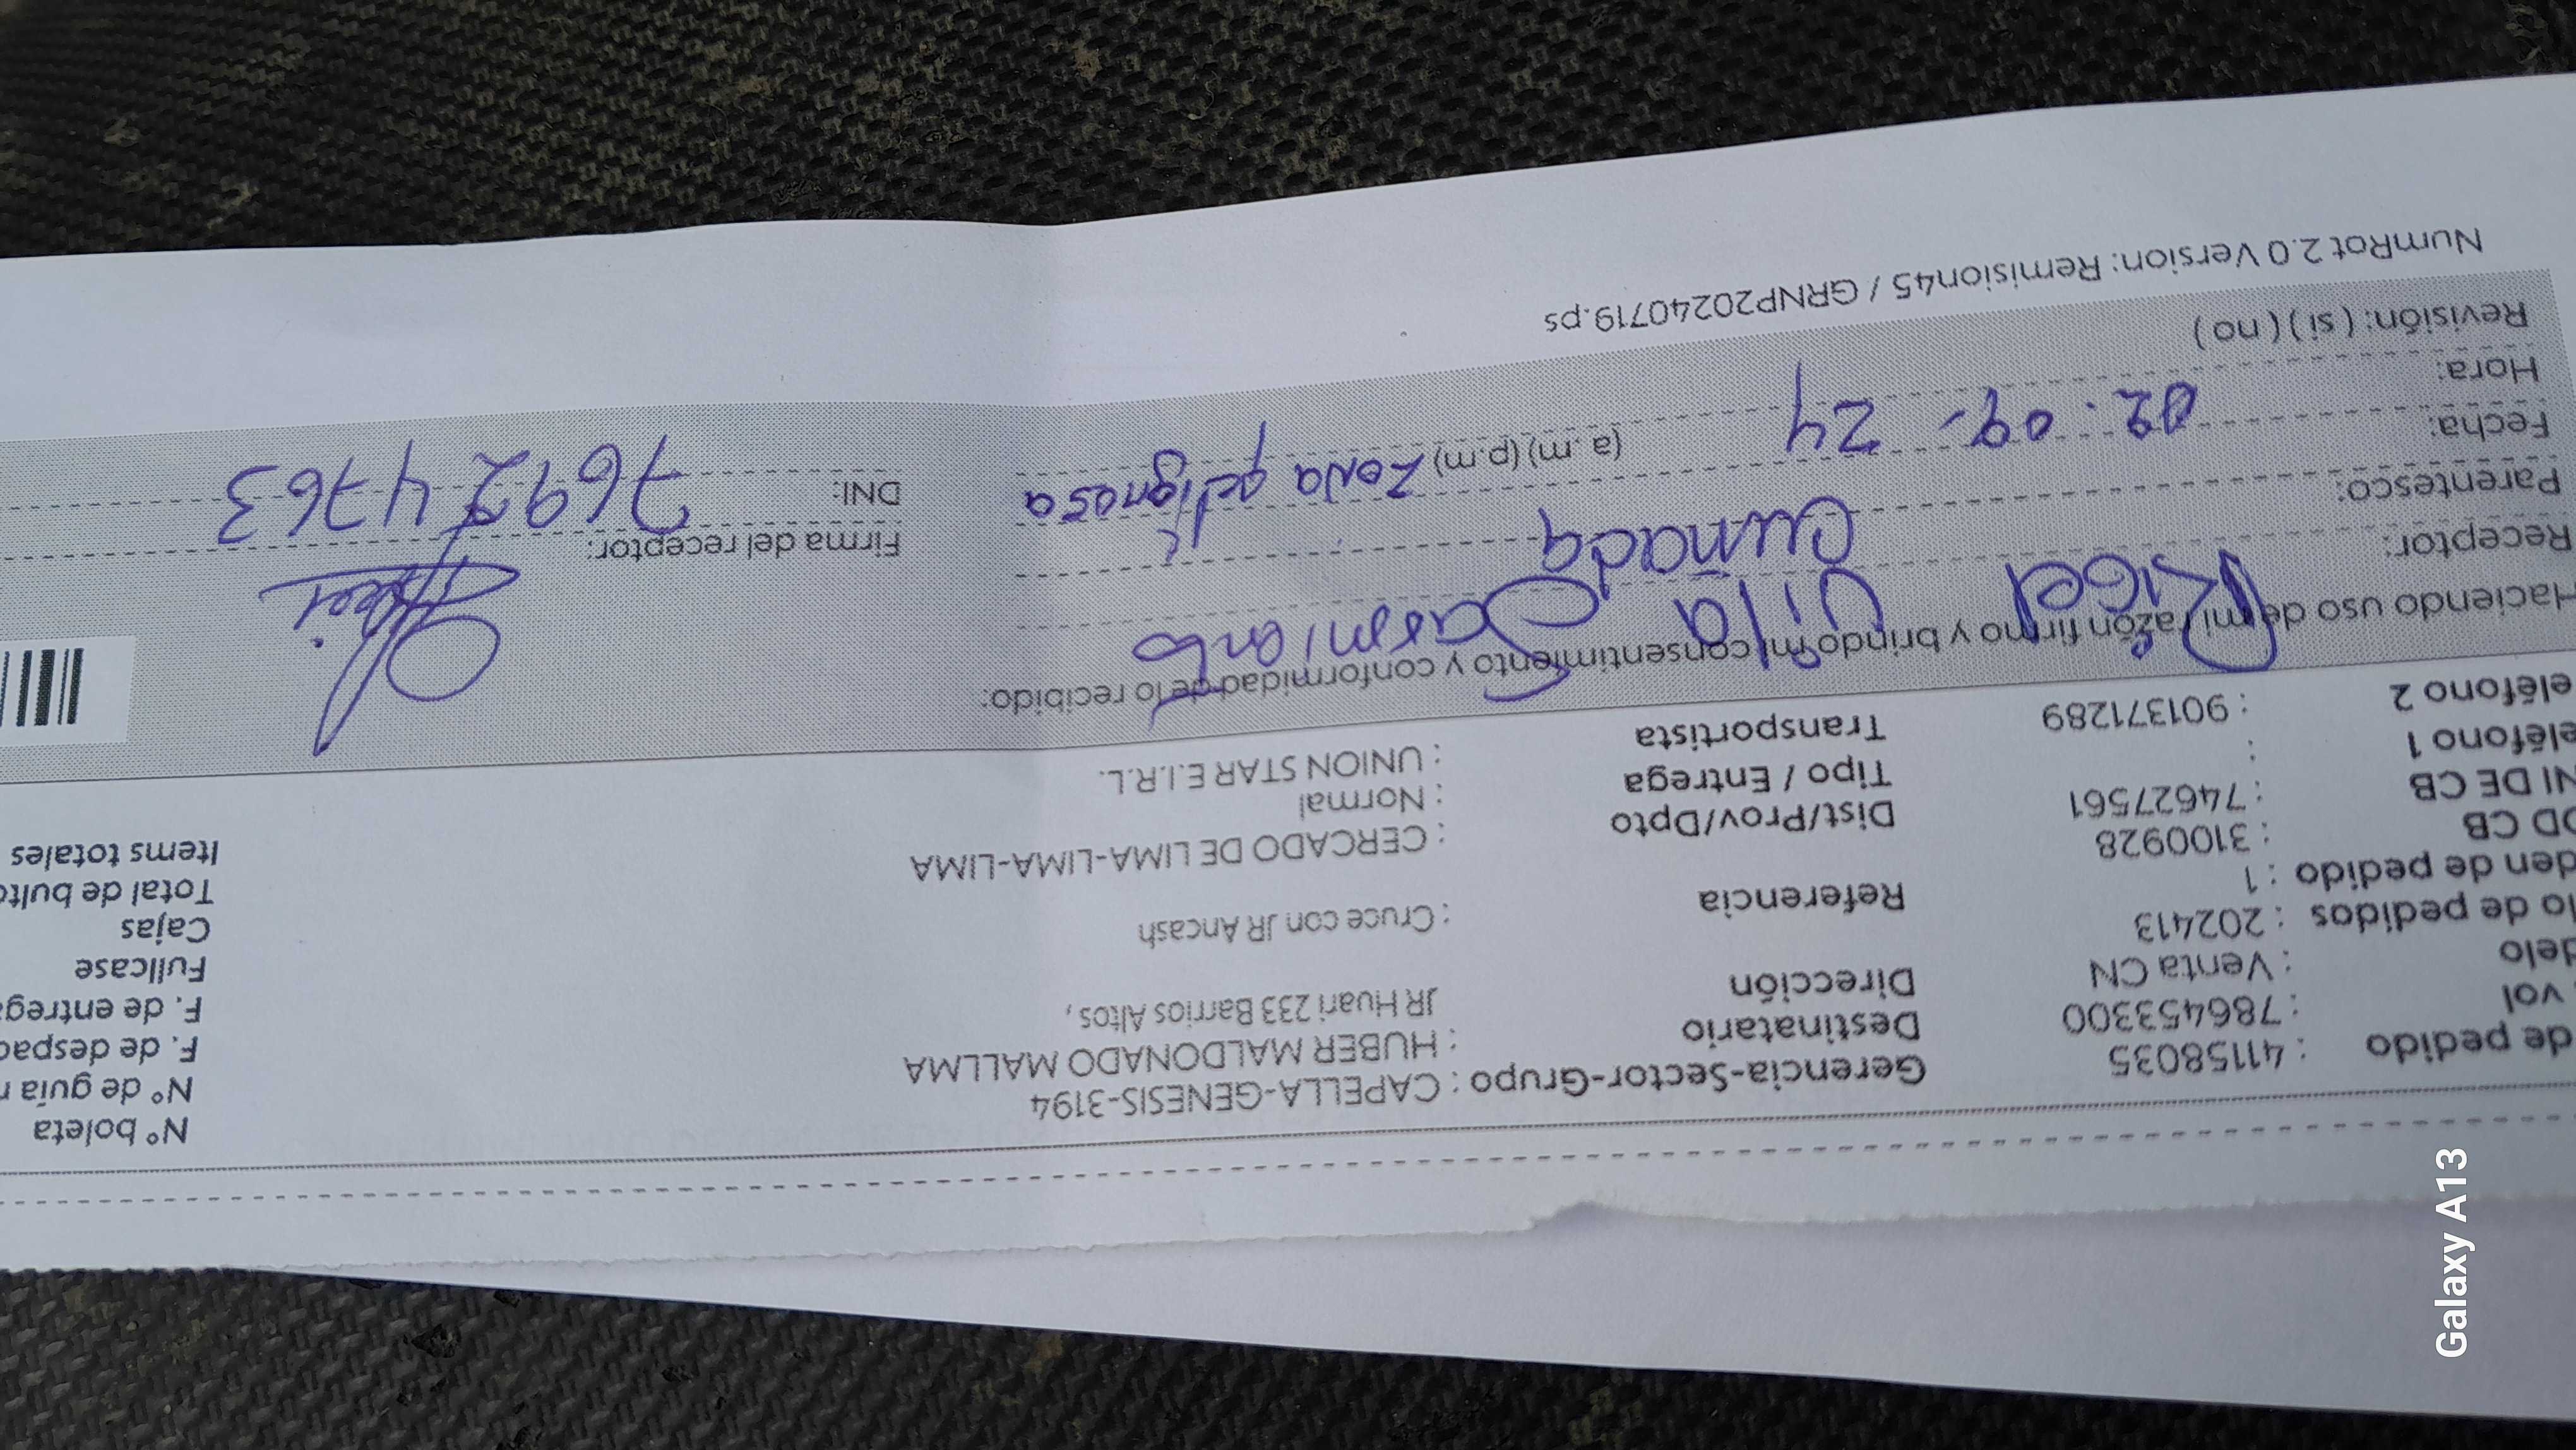 Nº boleta
de pedido : 41158035 Gerencia-Sector-Grupo : CAPELLA-GENESIS-3194 Nº de guía
vol : 786453300 Destinatario : HUBER MALDONADO MALLMA F. de despac
delo : Venta CN Dirección JR Huari 233 Barrios Altos, F. de entrega
lo de pedidos : 202413 Fullcase
den de pedido : 1 Referencia : Cruce con JR Ancash Cajas
OD CB : 3100928 Total de bulto
NI DE CB : 74627561 Dist/Prov/Dpto : CERCADO DE LIMA-LIMA-LIMA Items totales
eléfono 1 : Tipo / Entrega : Normal
eléfono 2 : 901371289 Transportista : UNION STAR E.I.R.L.
Haciendo uso de mi razón firmo y brindo mi consentimiento y conformidad de lo recibido:
Receptor: Rigel Vila Sarmiento
Parentesco: Cuñada Firma del receptor:
Fecha: 02. 09. 24 DNI: 76924763
Hora: (a.m) (p.m) Zona peligrosa
Revisión: ( si ) ( no )
NumRot 2.0 Version: Remision45 / GRNP20240719.ps
Galaxy A13